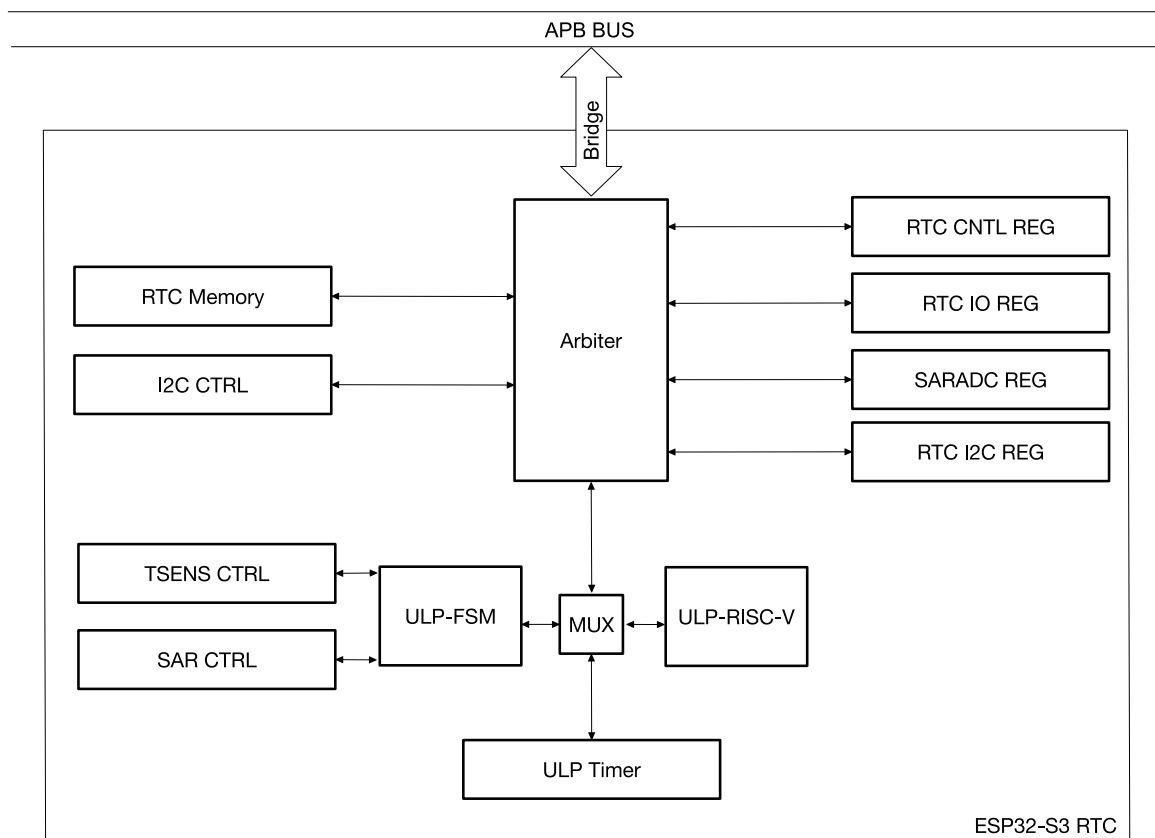 APB BUS
Bridge
RTC CNTL REG
RTC Memory
RTC IO REG
Arbiter
I2C CTRL
SARADC REG
RTC I2C REG
TSENS CTRL
ULP-FSM
MUX
ULP-RISC-V
SAR CTRL
ULP Timer
ESP32-S3 RTC